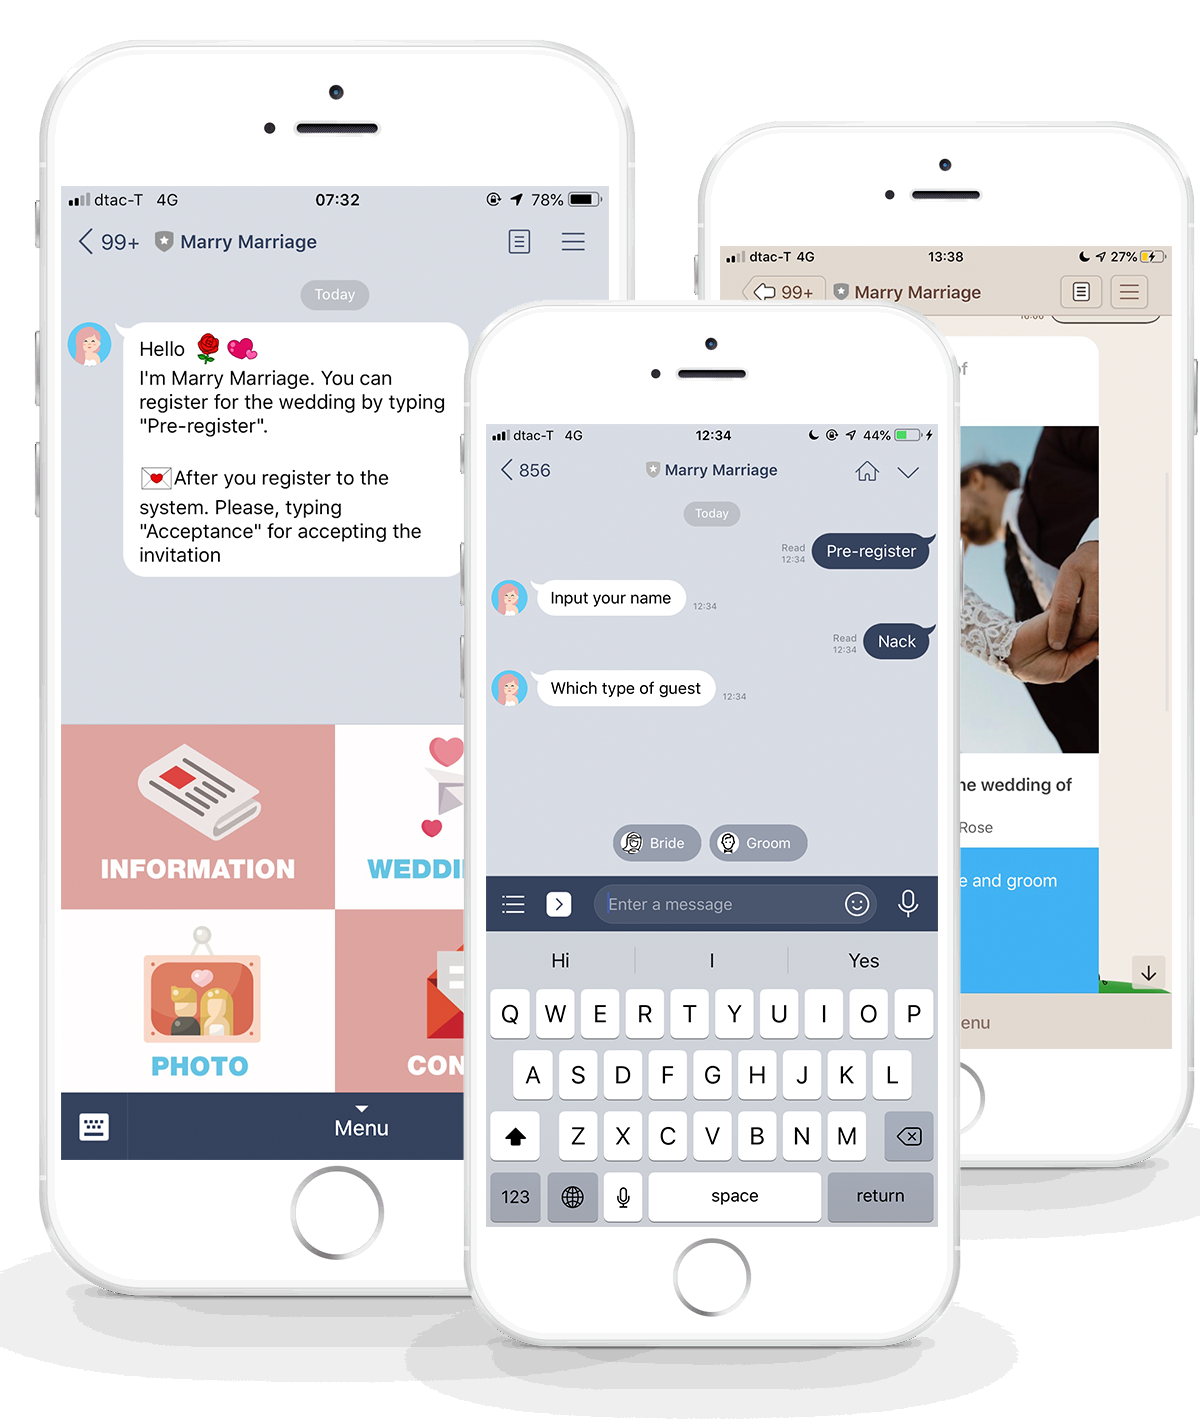 dtac-T 4G 07:32 78%
99+ Marry Marriage
Today
Hello
I'm Marry Marriage. You can
register for the wedding by typing
"Pre-register".
After you register to the
system. Please, typing
"Acceptance" for accepting the
invitation
INFORMATION
WEDDI
PHOTO
CON
Menu
dtac-T 4G 12:34 44%
856 Marry Marriage
Today
Read
12:34
Pre-register
Input your name
12:34
Read
12:34
Nack
Which type of guest
12:34
Bride Groom
Enter a message
Hi I Yes
Q W E R T Y U I O P
A S D F G H J K L
Z X C V B N M
123 space return
dtac-T 4G 13:38 27%
99+ Marry Marriage
of
ne wedding of
Rose
e and groom
enu